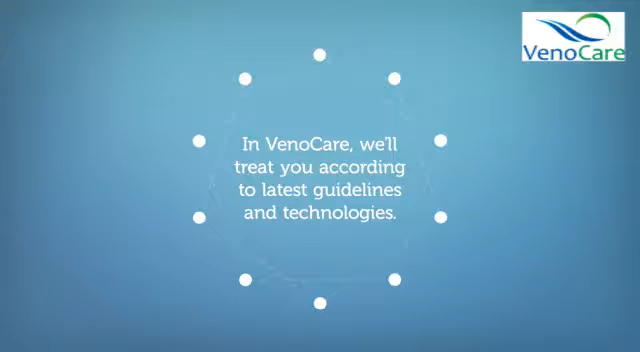 VenoCare
In VenoCare, we'll
treat you according
to latest guidelines
and technologies.